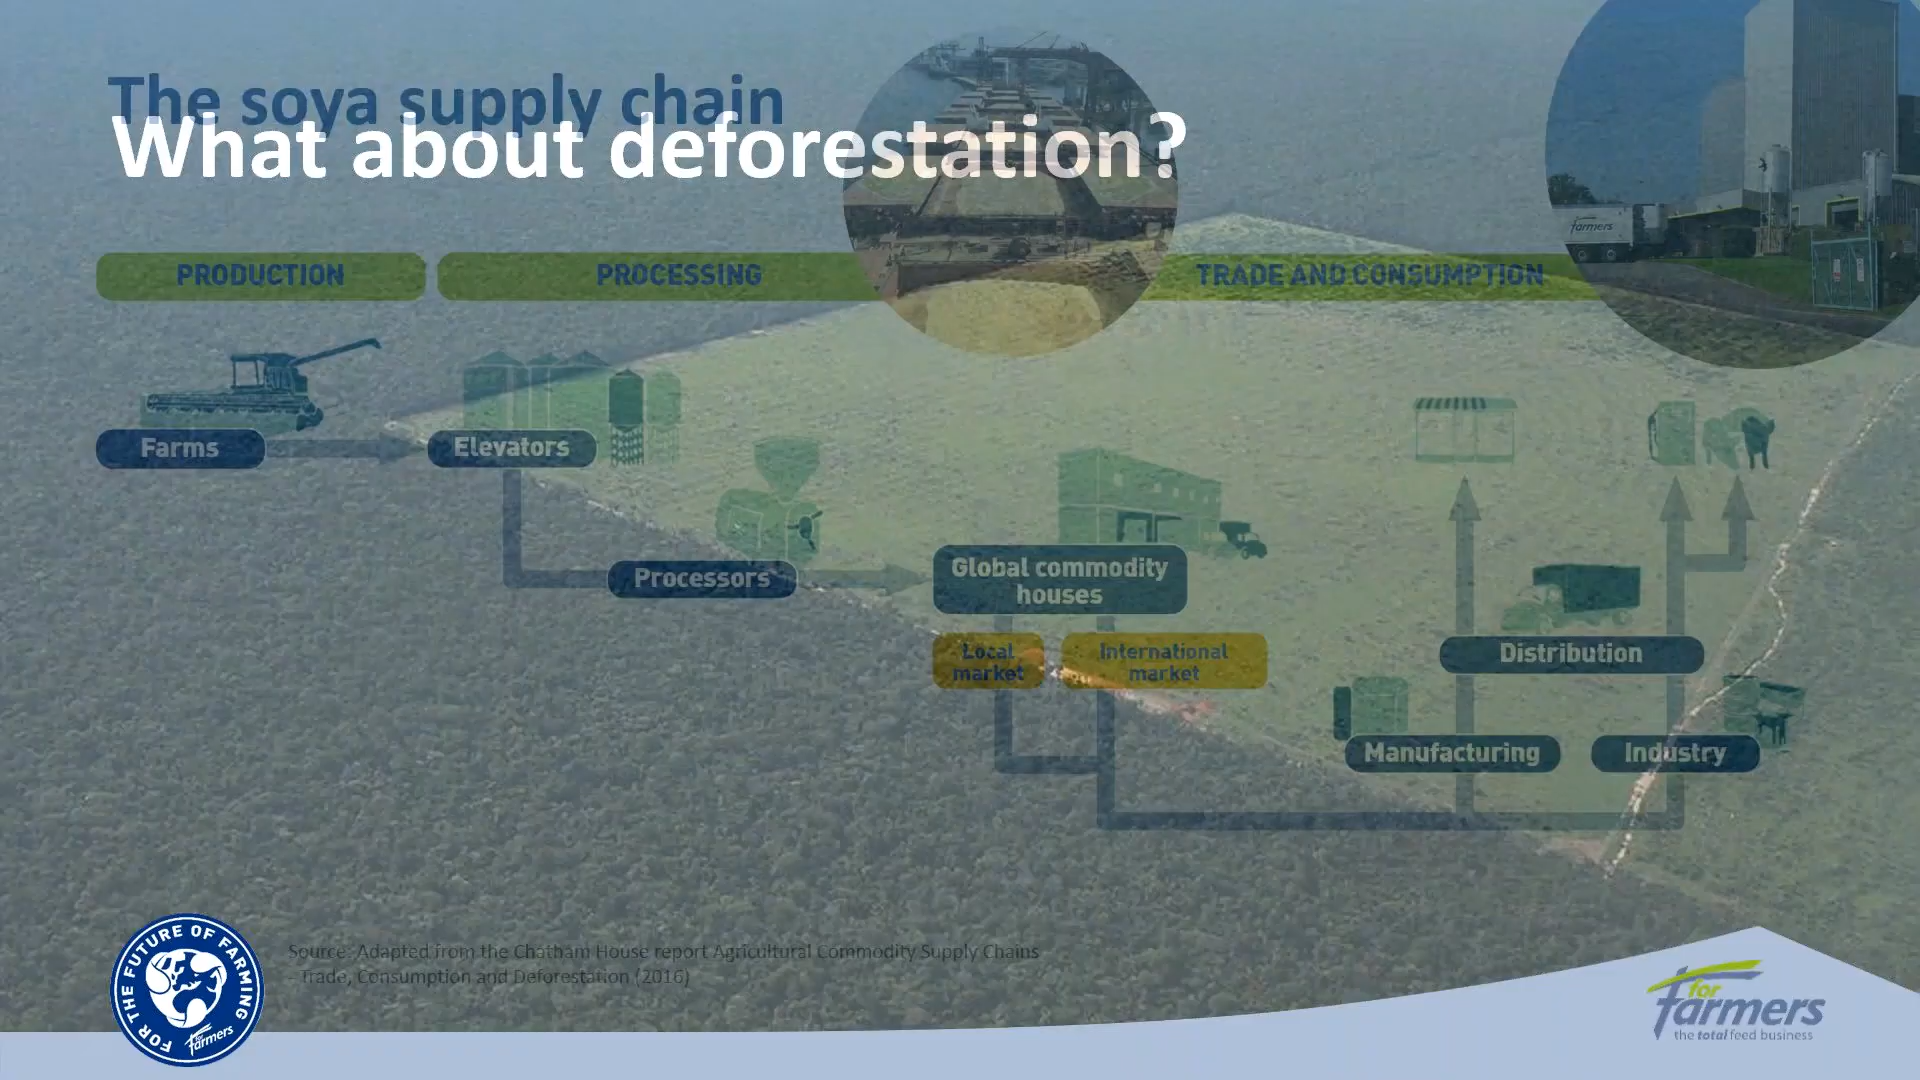 The soya supply chain
What about deforestation?
PRODUCTION
PROCESSING
TRADE AND CONSUMPTION
farmers
Farms
Elevators
Processors
Global commodity
houses
Local
market
International
market
Distribution
Manufacturing
Industry
FOR THE FUTURE OF FARMING
for
farmers
Source: Adapted from the Chatham House report Agricultural Commodity Supply Chains
– Trade, Consumption and Deforestation (2016)
for
farmers
the total feed business